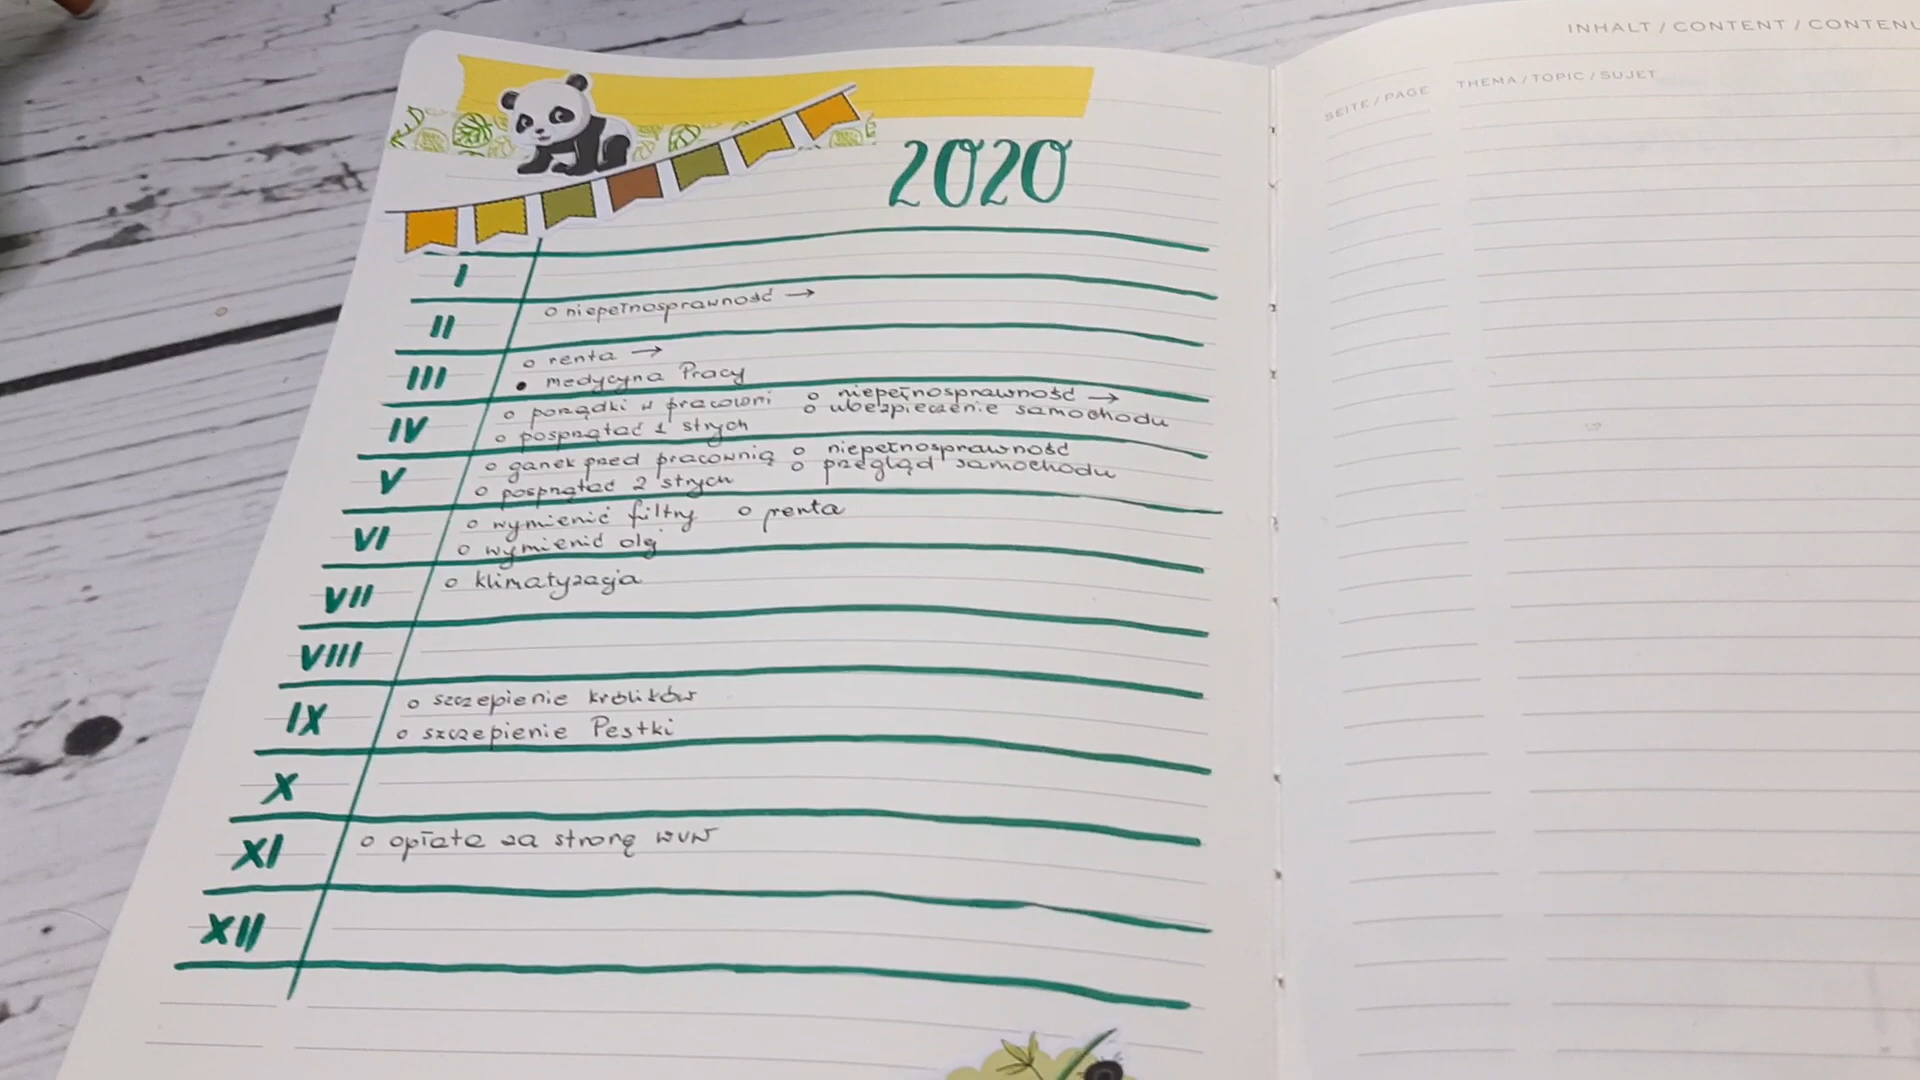 INHALT / CONTENT / CONTENU
SEITE / PAGE THEMA / TOPIC / SUJET
2020
I
II o niepełnosprawność →
III o renta →
• medycyna Pracy
IV o porządki w pracowni o niepełnosprawność →
o posprzątać 1 strych o ubezpieczenie samochodu
V o ganek przed pracownią o niepełnosprawność
o posprzątać 2 strych o przegląd samochodu
VI o wymienić filtry o renta
o wymienić olej
VII o klimatyzacja
VIII
IX o szczepienie królików
o szczepienie Pestki
X
XI o opłata za stronę www
XII